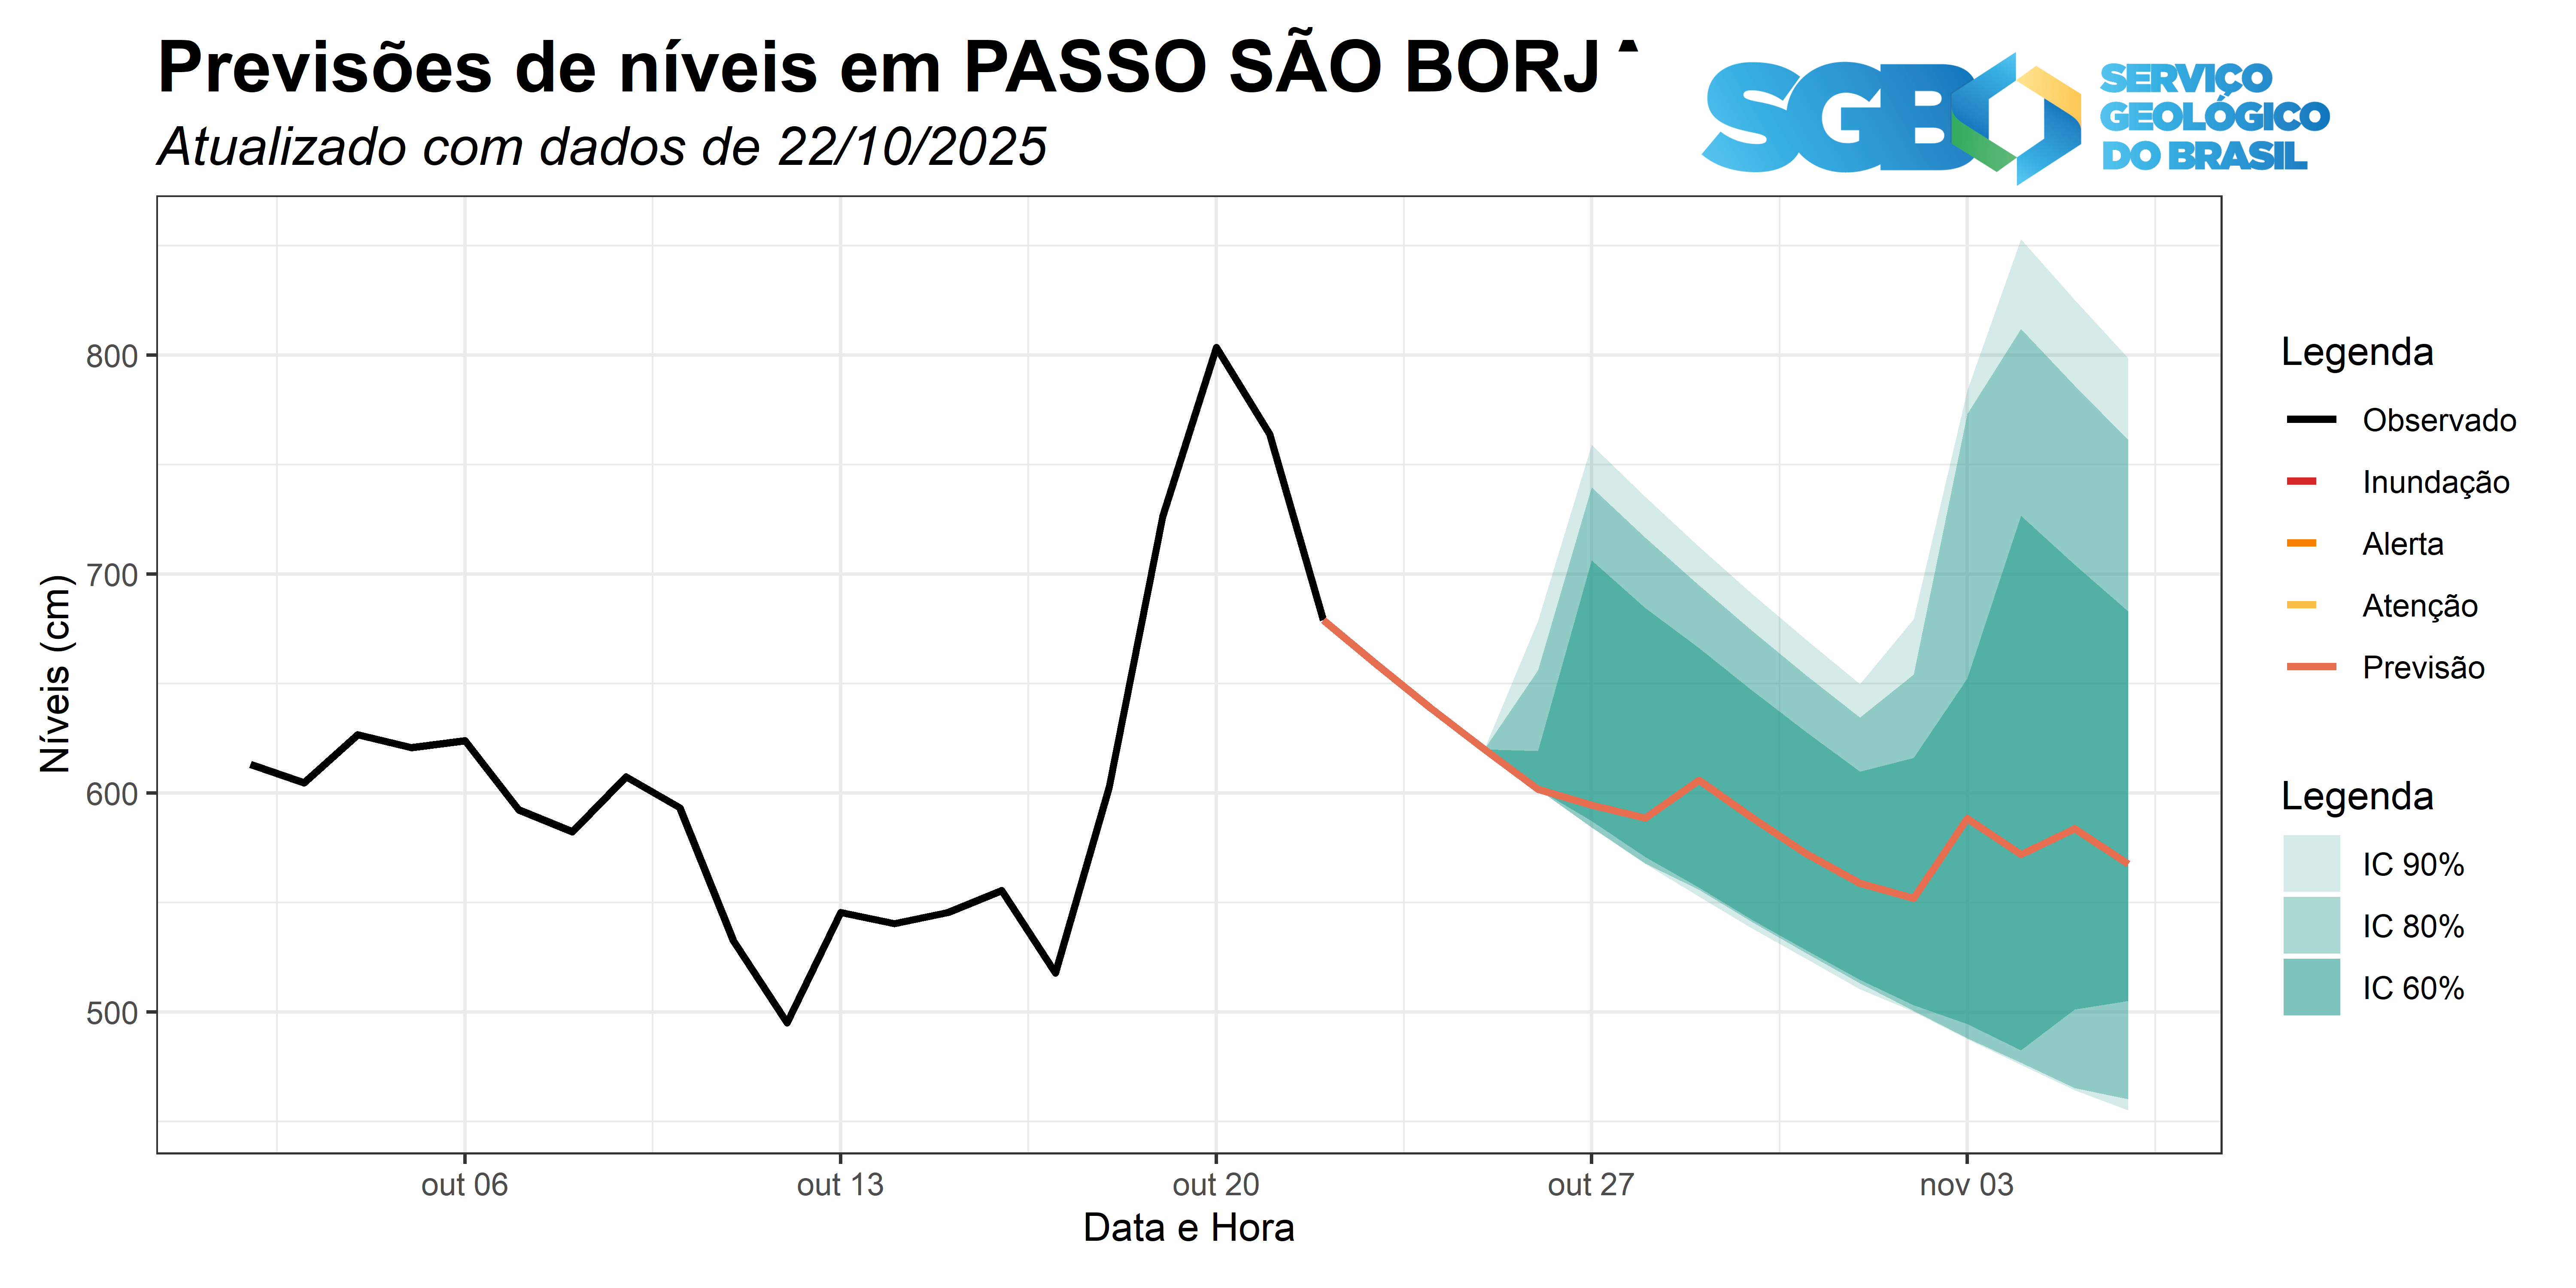 Previsões de níveis em PASSO SÃO BORJ
Atualizado com dados de 22/10/2025
SGB
SERVIÇO
GEOLÓGICO
DO BRASIL
Níveis (cm)
800
700
600
500
out 06
out 13
out 20
out 27
nov 03
Data e Hora
Legenda
Observado
Inundação
Alerta
Atenção
Previsão
Legenda
IC 90%
IC 80%
IC 60%